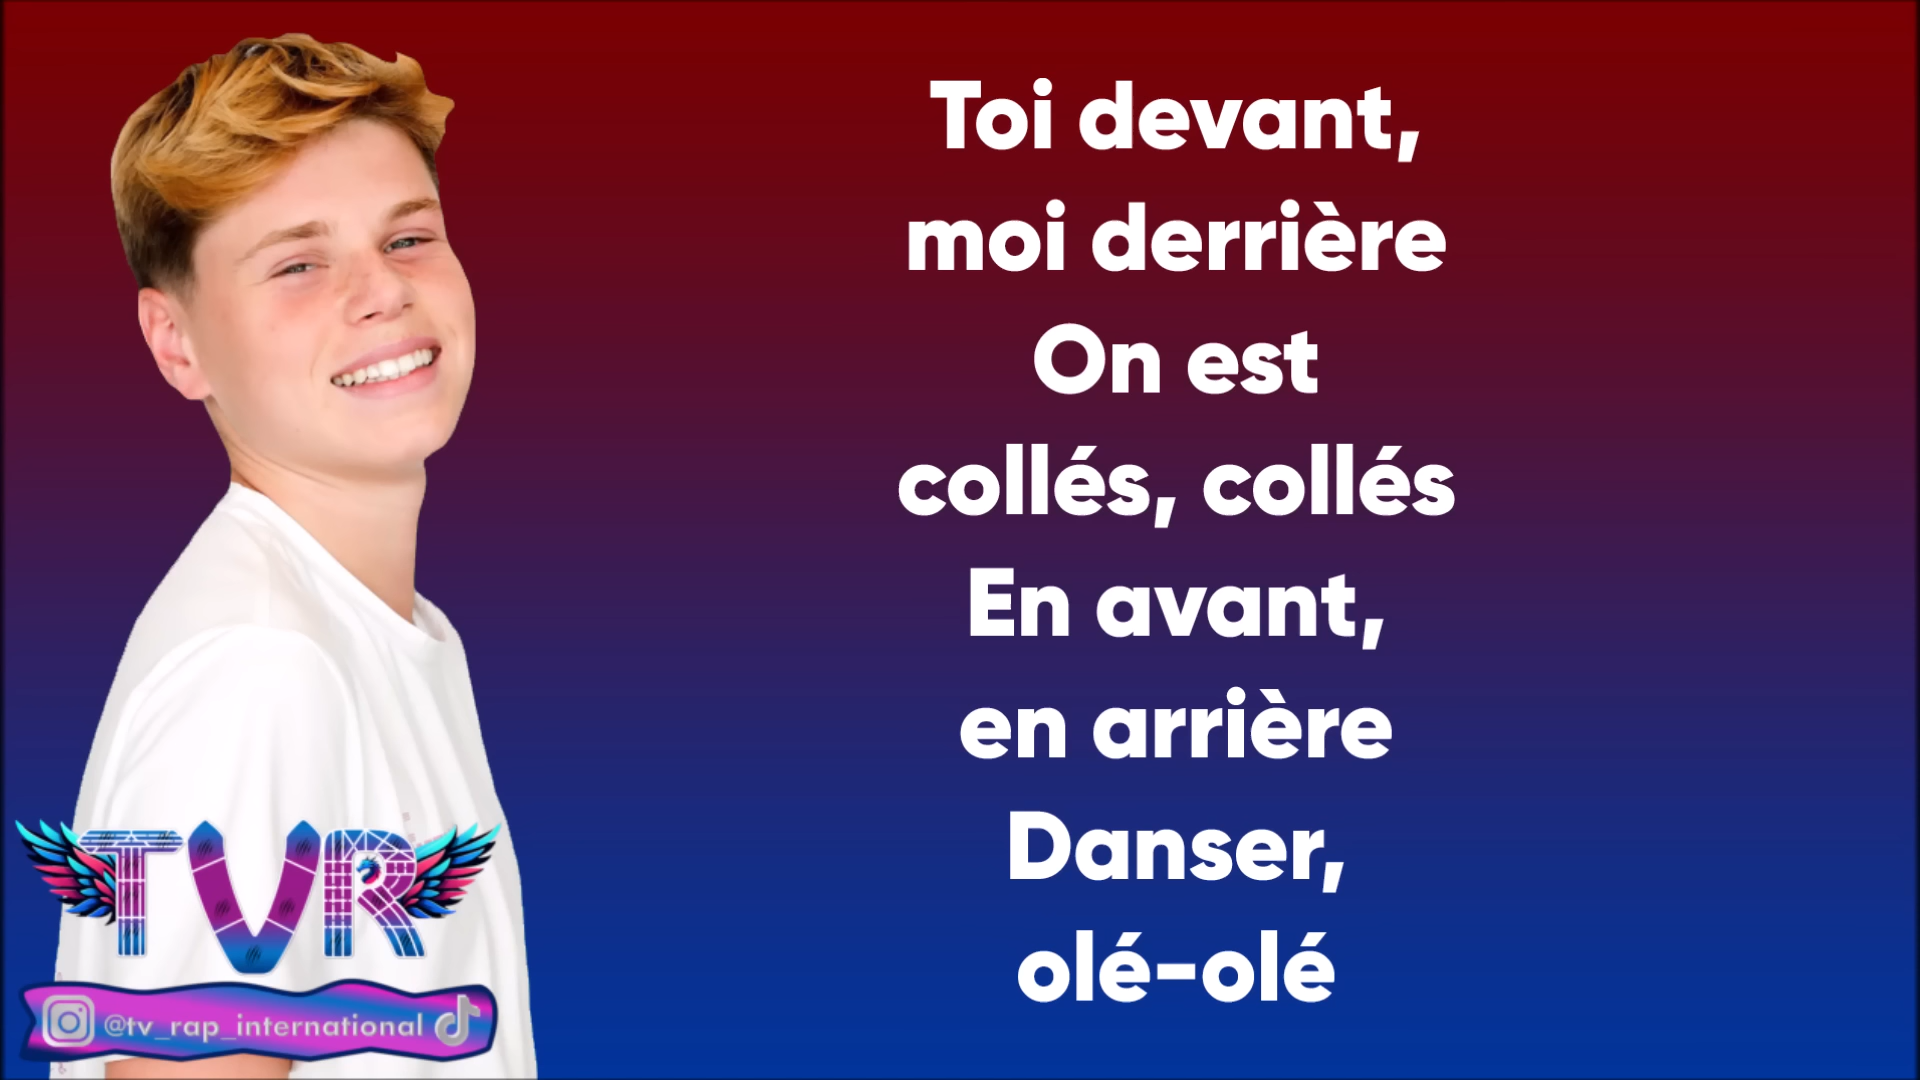 Toi devant,
moi derrière
On est
collés, collés
En avant,
en arrière
Danser,
olé-olé
TVR
@tv_rap_international